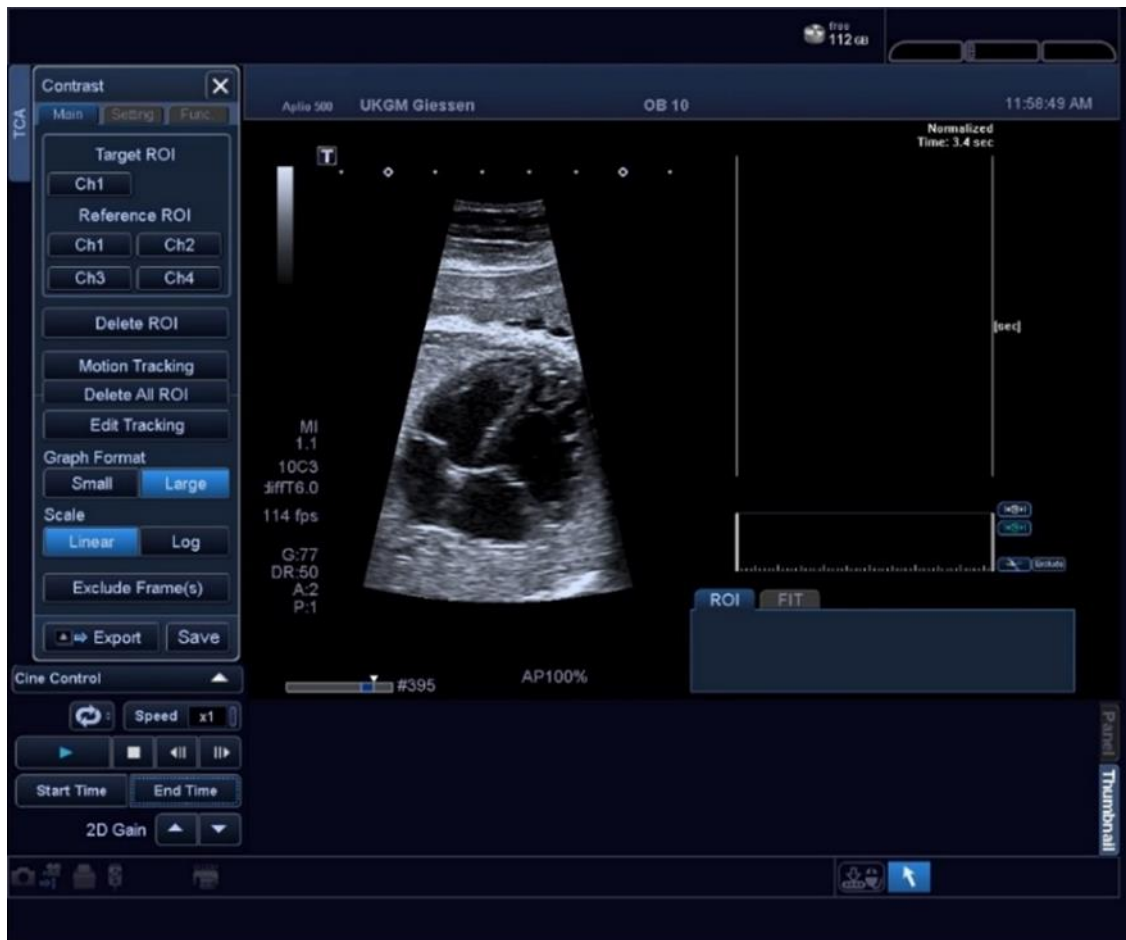 free
112 GB
Contrast
TCA
Main Setting Func.
Aplio 500 UKGM Giessen OB 10 11:58:49 AM
Normalized
Time: 3.4 sec
Target ROI
T
Ch1
Reference ROI
Ch1 Ch2
Ch3 Ch4
Delete ROI
[sec]
Motion Tracking
Delete All ROI
Edit Tracking
MI
1.1
10C3
diffT6.0
114 fps
G:77
DR:50
A:2
P:1
Graph Format
Small Large
Scale
Linear Log
Exclude
Exclude Frame(s)
ROI FIT
Export Save
Cine Control
#395
AP100%
Speed x1
Panel
Start Time End Time
Thumbnail
2D Gain